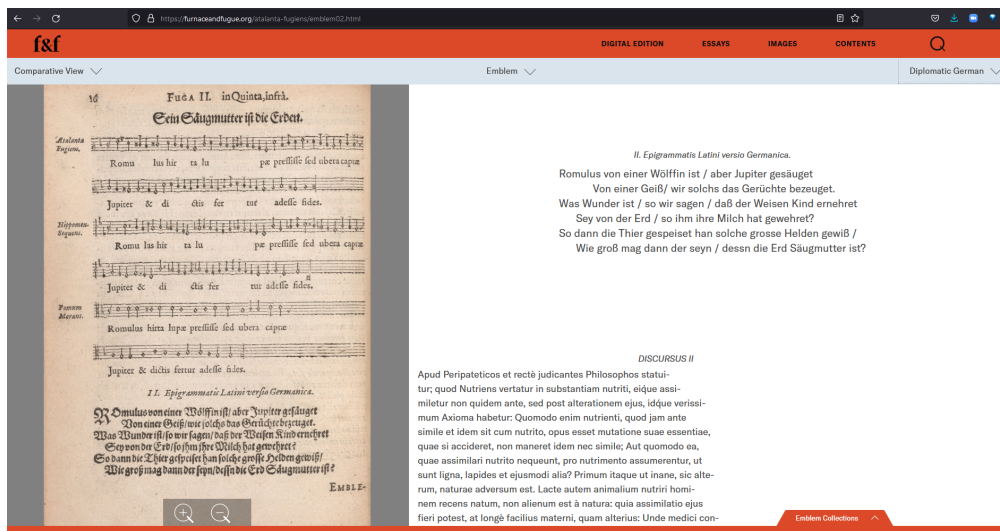 https://furnaceandfugue.org/atalanta-fugiens/emblem02.html
f&f
DIGITAL EDITION ESSAYS IMAGES CONTENTS
Comparative View
Emblem
Diplomatic German
16 FUGA II. in Quinta, infrà.
Sein Säugmutter ist die Erden.
Atalanta
Fugiens.
Romu lus hir ta lu pæ pressisse sed ubera capræ
Jupiter & di ctis fer tur adesse fides.
Hippomenes
Sequens.
Romu lus hir ta lu pæ pressisse sed ubera capræ
Jupiter & di ctis fer tur adesse fides.
Pomum
Morans.
Romulus hirta lupæ pressisse sed ubera capræ
Jupiter & dictis fertur adesse fides.
II. Epigrammatis Latini versio Germanica.
ROmulus von einer Wölffin ist/ aber Jupiter gesäuget
Von einer Geiß/ wie solchs das Gerüchte bezeuget.
Was Wunder ist/ so wir sagen/ daß der Weisen Kind ernehret
Sey von der Erd/ so ihm ihre Milch hat gewehret?
So dann die Thier gespeiset han solche grosse Helden gewiß/
Wie groß mag dann der seyn/ dessn die Erd Säugmutter ist?
EMBLE-
II. Epigrammatis Latini versio Germanica.
Romulus von einer Wölffin ist / aber Jupiter gesäuget
Von einer Geiß/ wir solchs das Gerüchte bezeuget.
Was Wunder ist / so wir sagen / daß der Weisen Kind ernehret
Sey von der Erd / so ihm ihre Milch hat gewehret?
So dann die Thier gespeiset han solche grosse Helden gewiß /
Wie groß mag dann der seyn / dessn die Erd Säugmutter ist?
DISCURSUS II
Apud Peripateticos et rectè judicantes Philosophos statui-
tur; quod Nutriens vertatur in substantiam nutriti, eiq́ue assi-
miletur non quidem ante, sed post alterationem ejus, idq́ue verissi-
mum Axioma habetur: Quomodo enim nutrienti, quod jam ante
simile et idem sit cum nutrito, opus esset mutatione suae essentiae,
quae si accideret, non maneret idem nec simile; Aut quomodo ea,
quae assimilari nutrito nequeunt, pro nutrimento assumerentur, ut
sunt ligna, lapides et ejusmodi alia? Primum itaque ut inane, sic alte-
rum, naturae adversum est. Lacte autem animalium nutriri homi-
nem recens natum, non alienum est à natura: quia assimilatio ejus
fieri potest, at longè facilius materni, quam alterius: Unde medici con-
Emblem Collections